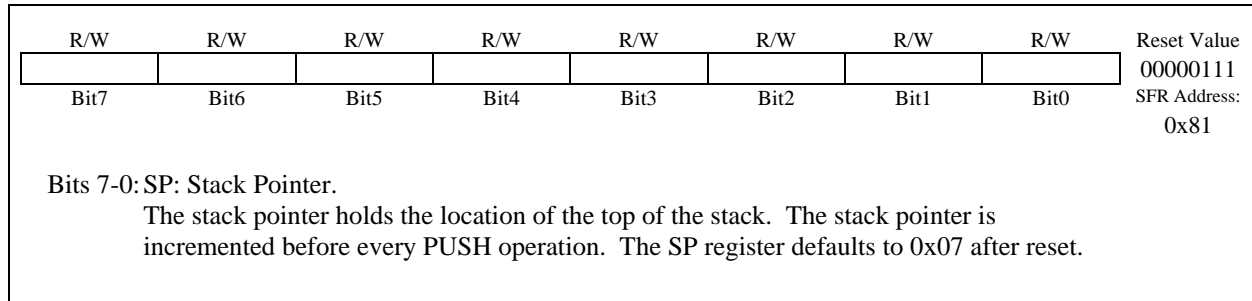 R/W R/W R/W R/W R/W R/W R/W R/W Reset Value
00000111
Bit7 Bit6 Bit5 Bit4 Bit3 Bit2 Bit1 Bit0 SFR Address:
0x81
Bits 7-0: SP: Stack Pointer.
The stack pointer holds the location of the top of the stack. The stack pointer is
incremented before every PUSH operation. The SP register defaults to 0x07 after reset.